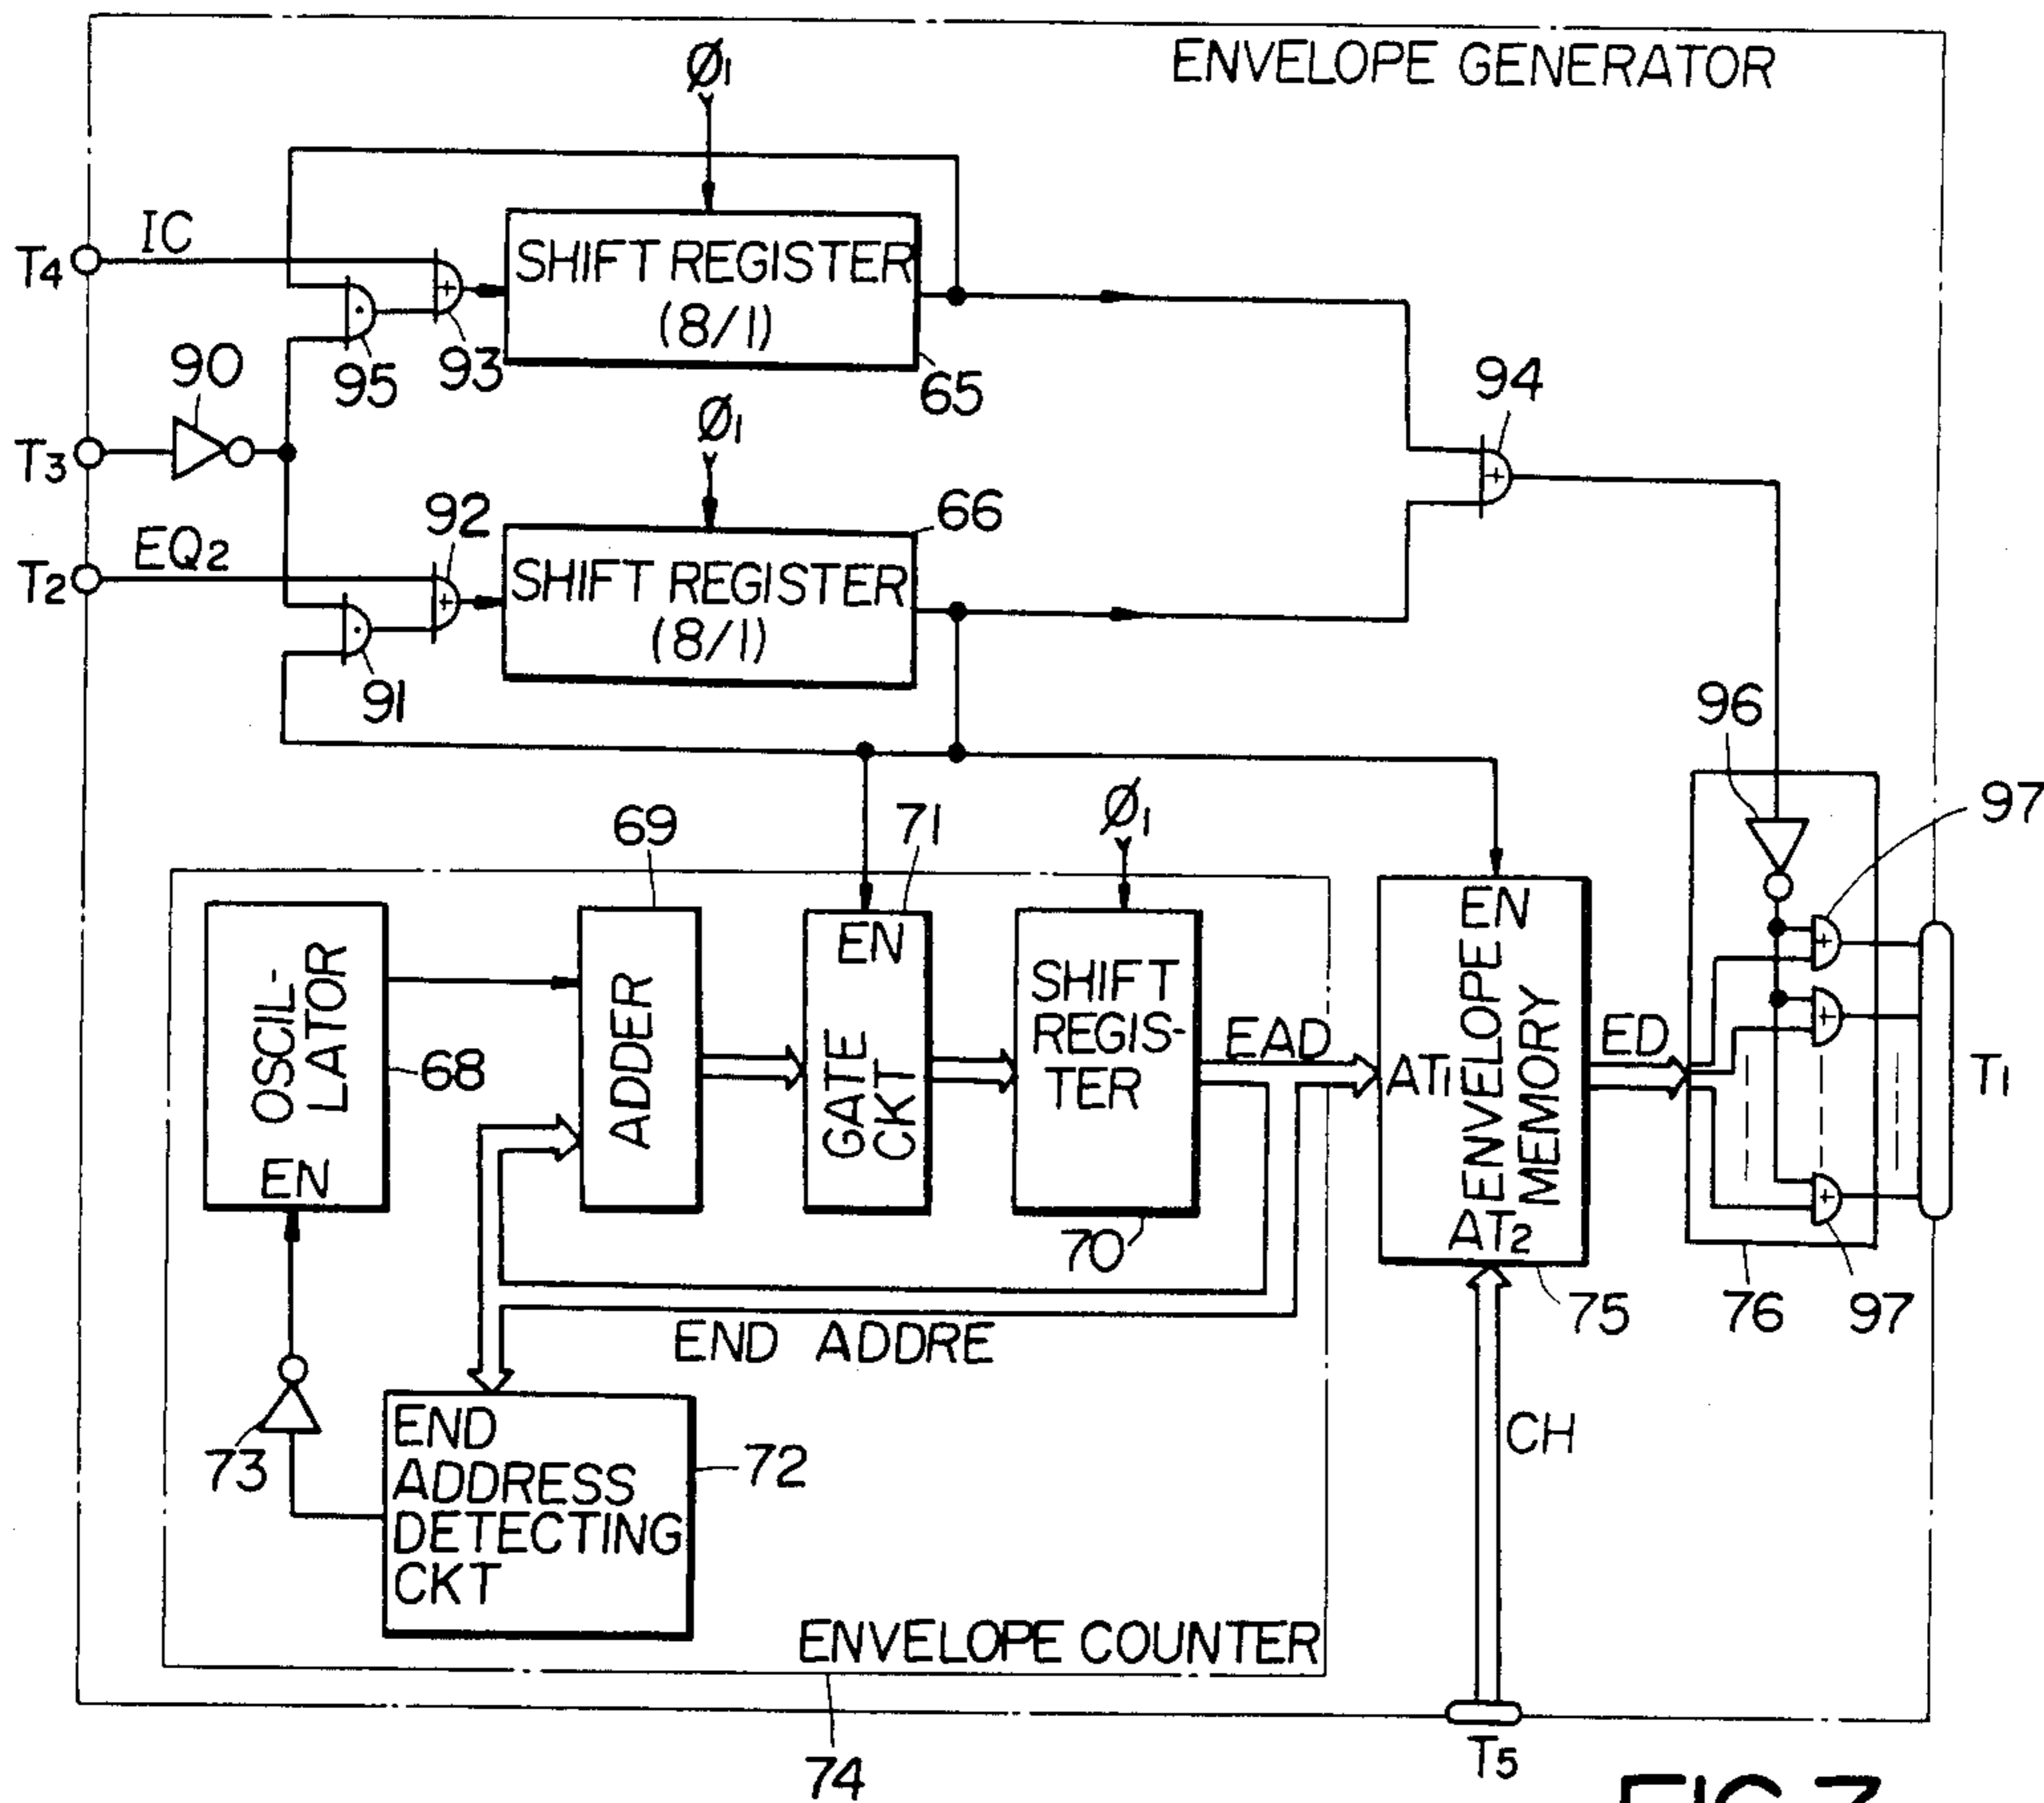 ENVELOPE GENERATOR
Ø1
IC
T4
SHIFT REGISTER
(8/1)
95
93
65
90
T3
Ø1
94
92
66
EQ2
T2
SHIFT REGISTER
(8/1)
91
96
97
69
71
Ø1
OSCIL-
LATOR
EN
68
ADDER
EN
GATE
CKT
SHIFT
REGIS-
TER
70
EAD
EN
AT1
ENVELOPE
MEMORY
AT2
75
ED
T1
76
97
END ADDRE
73
END
ADDRESS
DETECTING
CKT
72
CH
ENVELOPE COUNTER
74
T5
FIG.7